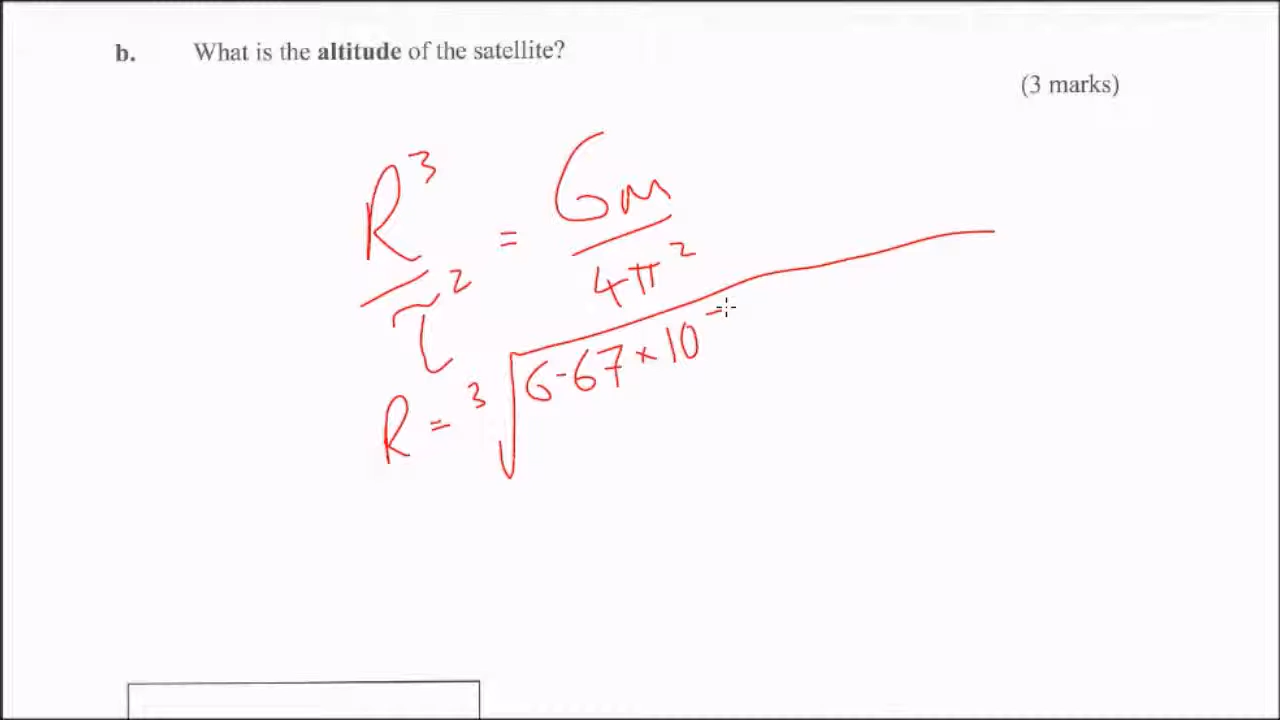 b. What is the altitude of the satellite?
(3 marks)
R³/T² = GM/4π²
R = ³√6.67 × 10⁻